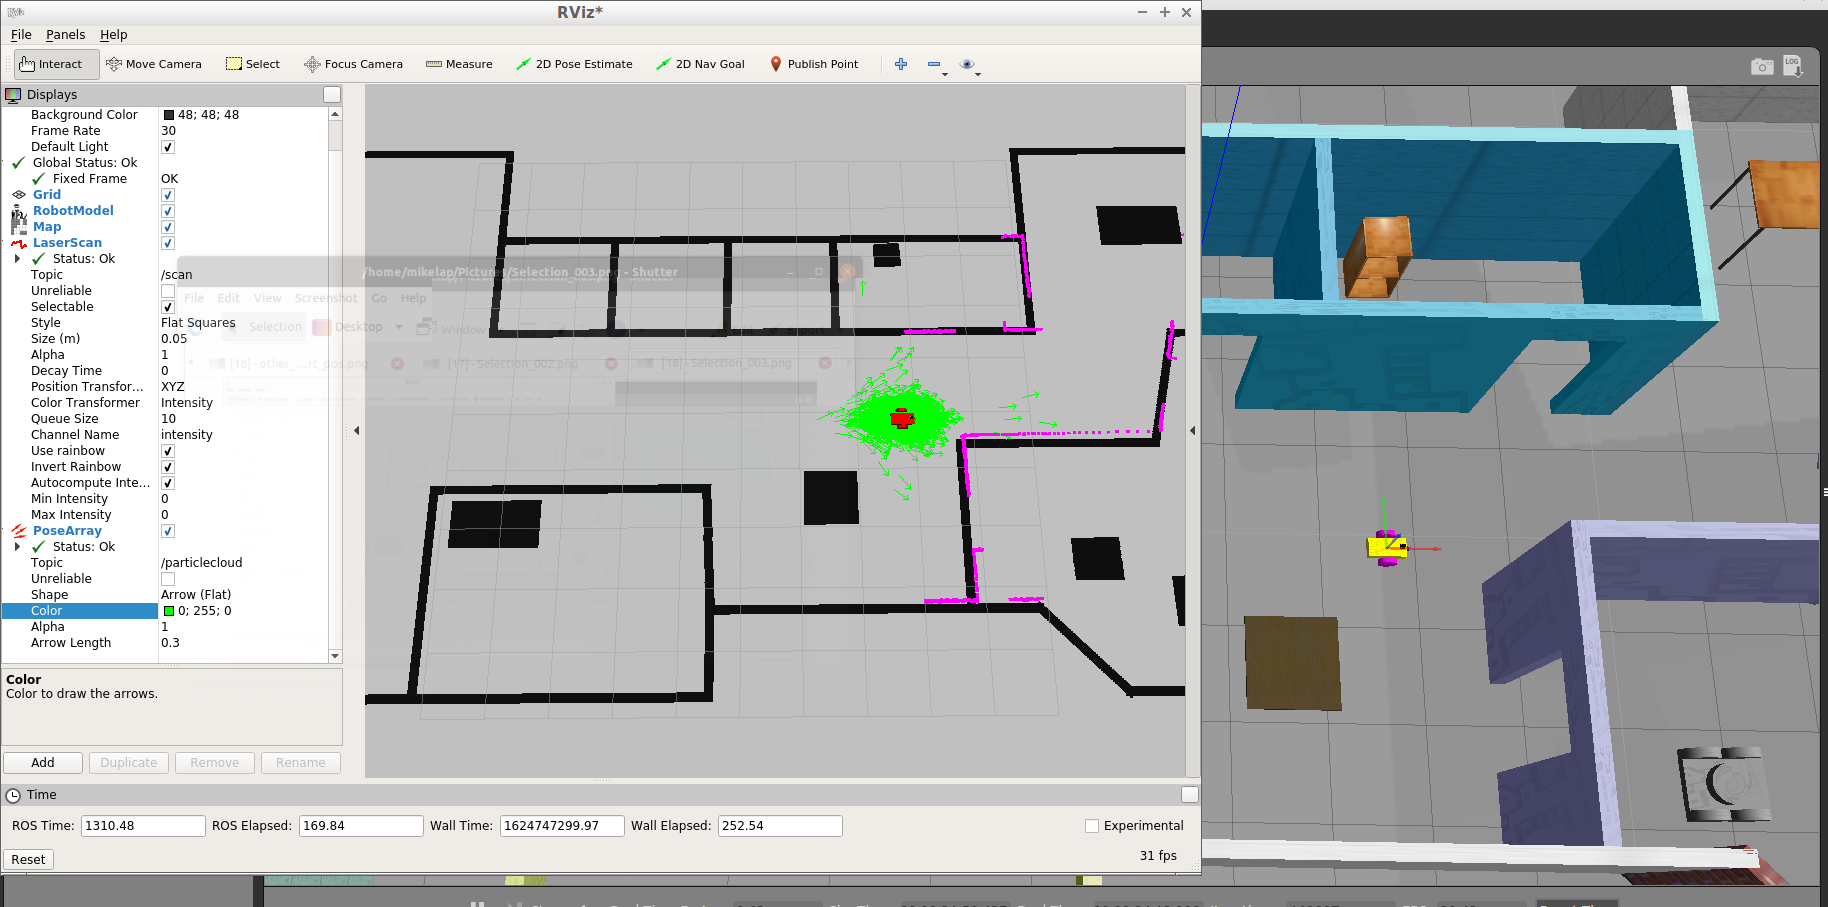 RViz*
File Panels Help
Interact Move Camera Select Focus Camera Measure 2D Pose Estimate 2D Nav Goal Publish Point
LOG
Displays
Background Color 48; 48; 48
Frame Rate 30
Default Light
Global Status: Ok
Fixed Frame OK
Grid
RobotModel
Map
LaserScan
Status: Ok
Topic /scan
Unreliable
Selectable
Style Flat Squares
Size (m) 0.05
Alpha 1
Decay Time 0
Position Transfor... XYZ
Color Transformer Intensity
Queue Size 10
Channel Name intensity
Use rainbow
Invert Rainbow
Autocompute Inte...
Min Intensity 0
Max Intensity 0
PoseArray
Status: Ok
Topic /particlecloud
Unreliable
Shape Arrow (Flat)
Color 0; 255; 0
Alpha 1
Arrow Length 0.3
/home/mikelap/Pictures/Selection_003.png - Shutter
File Edit View Screenshot Go Help
Selection Desktop Window Edit Export
[16] - other_...rt_pos.png [17] - Selection_002.png [18] - Selection_003.png
Color
Color to draw the arrows.
Add Duplicate Remove Rename
Time
ROS Time: 1310.48 ROS Elapsed: 169.84 Wall Time: 1624747299.97 Wall Elapsed: 252.54 Experimental
Reset 31 fps